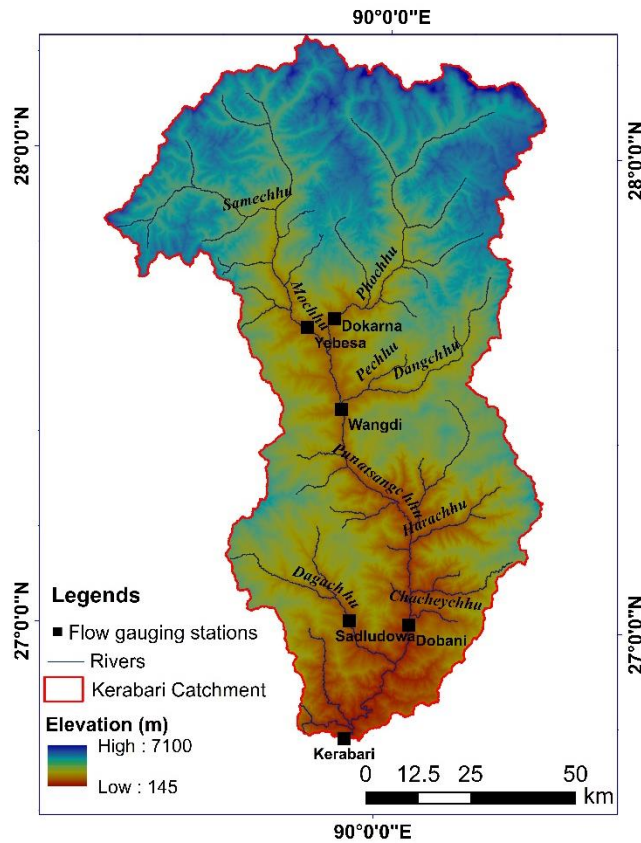 90°0'0"E
28°0'0"N
28°0'0"N
Samechhu
Mochhu
Phochhu
Dokarna
Yebesa
Pechhu
Dangchhu
Wangdi
Punatsangchhu
Harachhu
Dagachhu
Chacheychhu
27°0'0"N
27°0'0"N
Sadludowa
Dobani
Legends
Flow gauging stations
Rivers
Kerabari Catchment
Elevation (m)
High : 7100
Low : 145
Kerabari
0 12.5 25 50
km
90°0'0"E